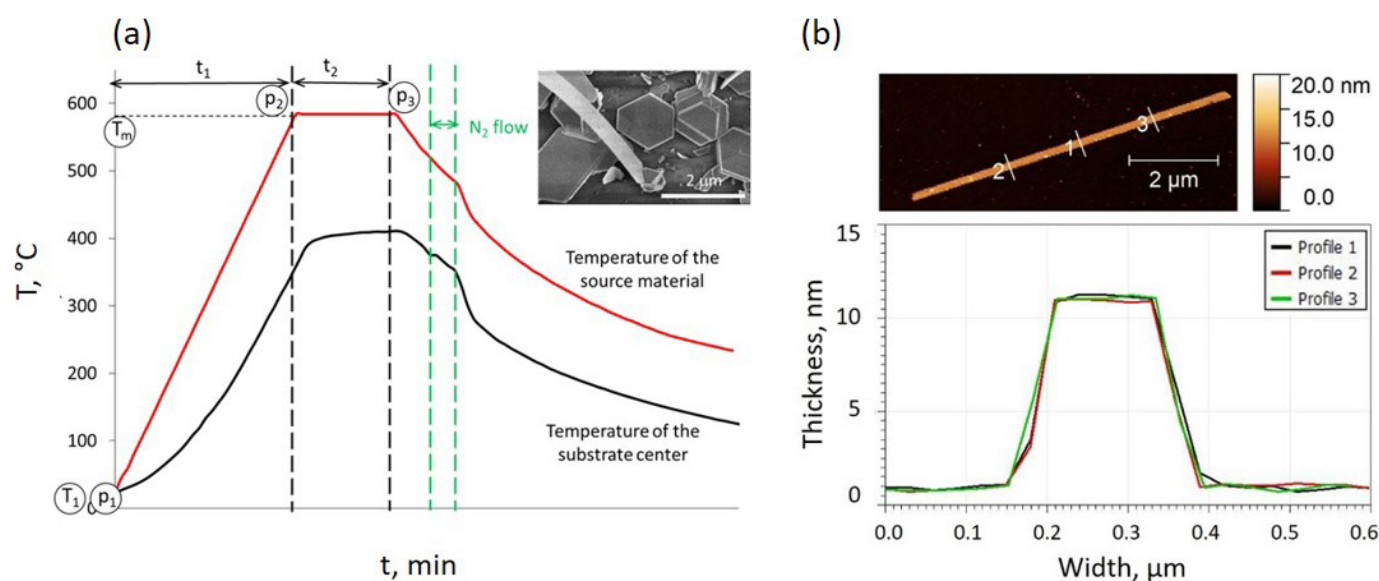 (a)
t₁
t₂
600
500
400
300
200
100
0
T, °C
p₂
p₃
Tₘ
T₁
p₁
N₂ flow
2 µm
Temperature of the
source material
Temperature of the
substrate center
t, min
(b)
20.0 nm
15.0
10.0
0.0
3
1
2
2 µm
15
10
5
0
Thickness, nm
Profile 1
Profile 2
Profile 3
0.0 0.1 0.2 0.3 0.4 0.5 0.6
Width, µm